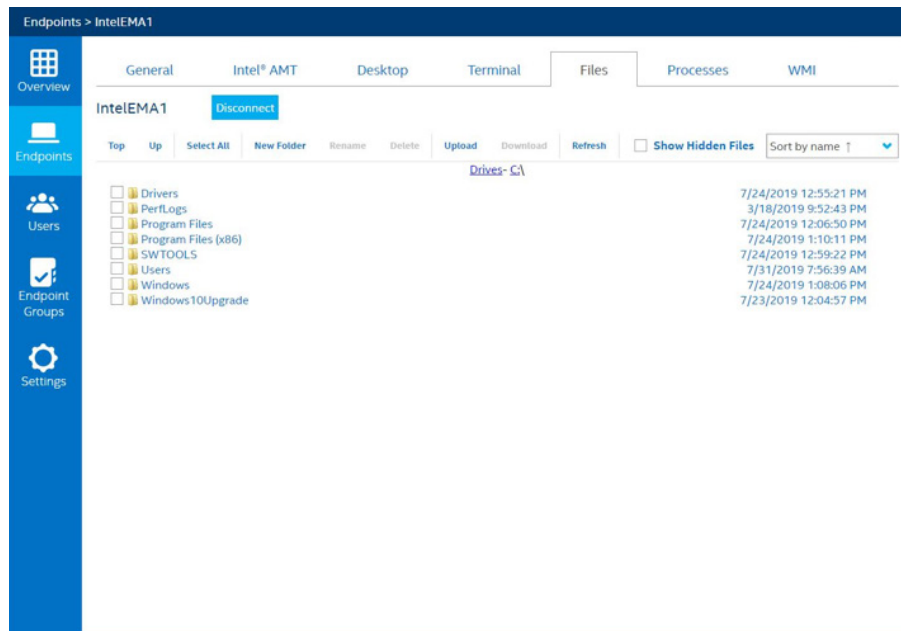 Endpoints > IntelEMA1
Overview
Endpoints
Users
Endpoint
Groups
Settings
General Intel® AMT Desktop Terminal Files Processes WMI
IntelEMA1 Disconnect
Top Up Select All New Folder Rename Delete Upload Download Refresh Show Hidden Files Sort by name ↑
Drives- C:\
Drivers 7/24/2019 12:55:21 PM
PerfLogs 3/18/2019 9:52:43 PM
Program Files 7/24/2019 12:06:50 PM
Program Files (x86) 7/24/2019 1:10:11 PM
SWTOOLS 7/24/2019 12:59:22 PM
Users 7/31/2019 7:56:39 AM
Windows 7/24/2019 1:08:06 PM
Windows10Upgrade 7/23/2019 12:04:57 PM